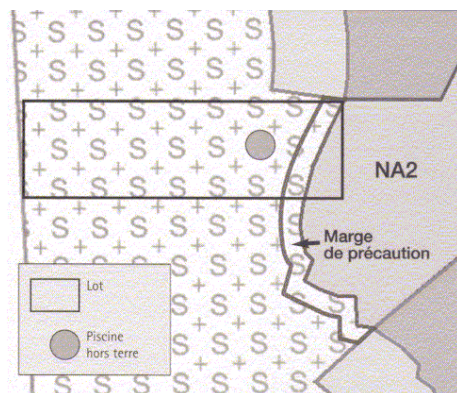 NA2
Marge
de précaution
Lot
Piscine
hors terre